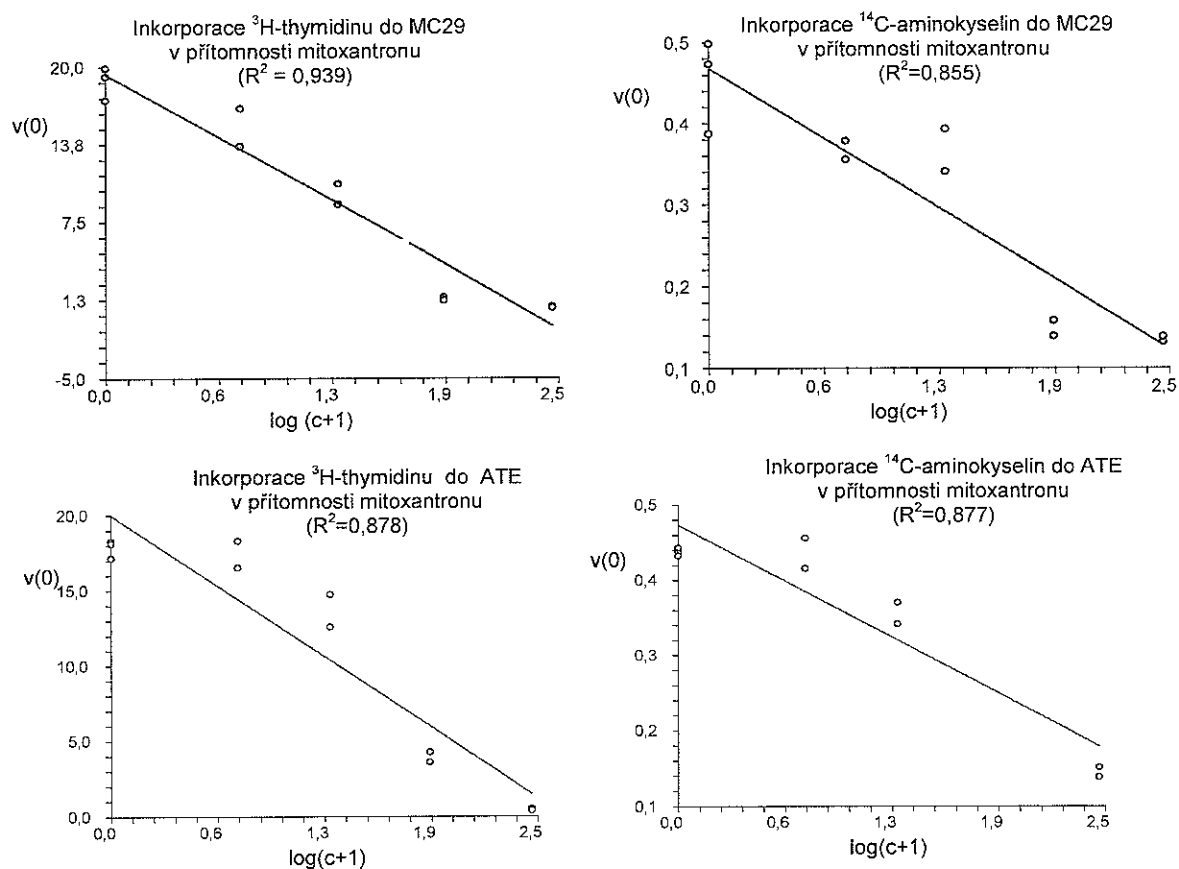 Inkorporace ³H-thymidinu do MC29
v přítomnosti mitoxantronu
(R² = 0,939)
20,0
v(0)
13,8
7,5
1,3
-5,0
0,0 0,6 1,3 1,9 2,5
log (c+1)
Inkorporace ¹⁴C-aminokyselin do MC29
v přítomnosti mitoxantronu
(R²=0,855)
0,5
v(0)
0,4
0,3
0,2
0,1
0,0 0,6 1,3 1,9 2,5
log(c+1)
Inkorporace ³H-thymidinu do ATE
v přítomnosti mitoxantronu
(R²=0,878)
20,0
v(0)
15,0
10,0
5,0
0,0
0,0 0,6 1,3 1,9 2,5
log(c+1)
Inkorporace ¹⁴C-aminokyselin do ATE
v přítomnosti mitoxantronu
(R²=0,877)
0,5
v(0)
0,4
0,3
0,2
0,1
0,0 0,6 1,3 1,9 2,5
log(c+1)